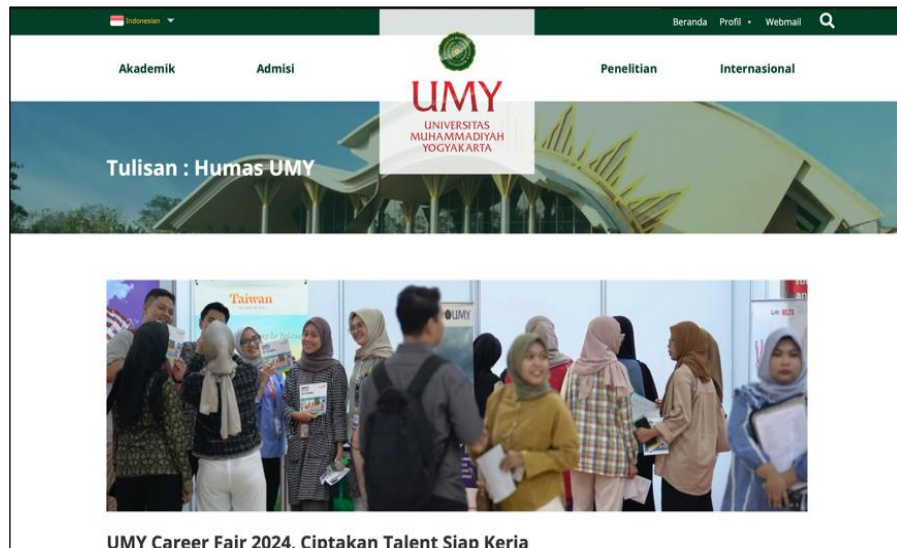 Indonesian
Beranda Profil Webmail
Akademik Admisi Penelitian Internasional
UMY
UNIVERSITAS
MUHAMMADIYAH
YOGYAKARTA
Tulisan : Humas UMY
Taiwan
UMY
UMY Career Fair 2024, Ciptakan Talent Siap Kerja